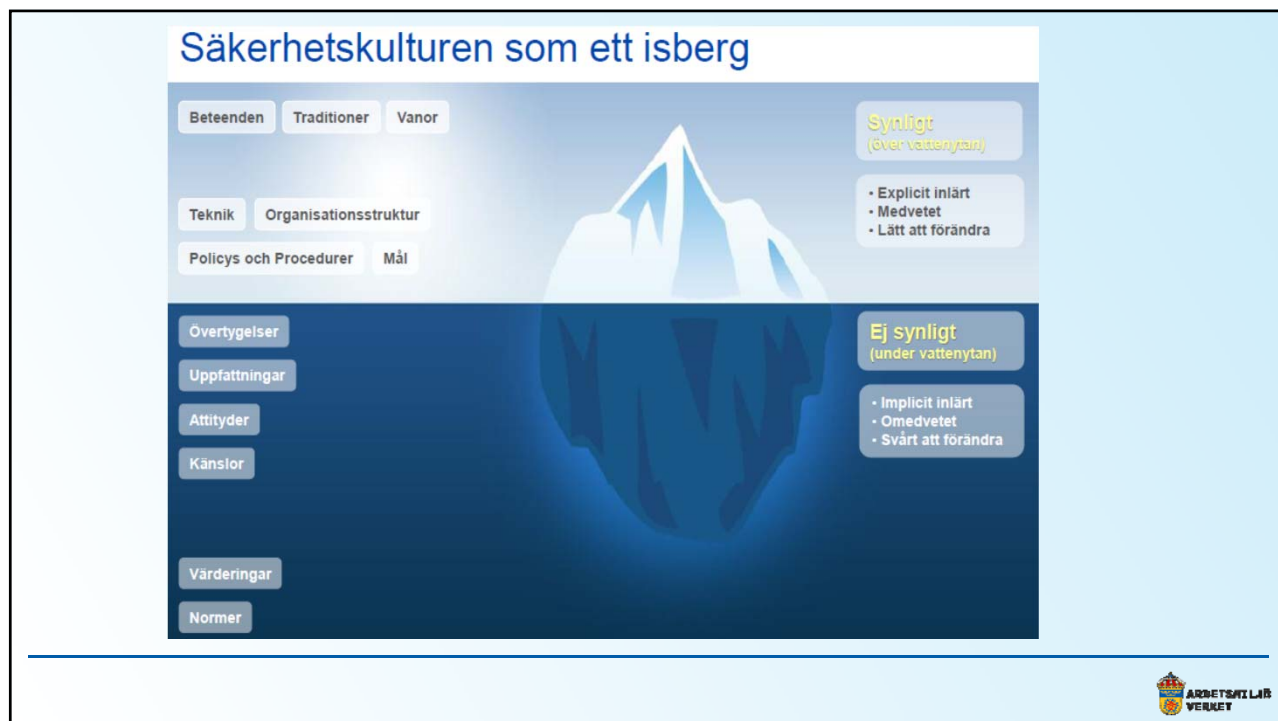 Säkerhetskulturen som ett isberg
Beteenden Traditioner Vanor
Teknik Organisationsstruktur
Policys och Procedurer Mål
Synligt
(över vattenytan)
• Explicit inlärt
• Medvetet
• Lätt att förändra
Övertygelser
Uppfattningar
Attityder
Känslor
Värderingar
Normer
Ej synligt
(under vattenytan)
• Implicit inlärt
• Omedvetet
• Svårt att förändra
ARBETSMILJÖ
VERKET